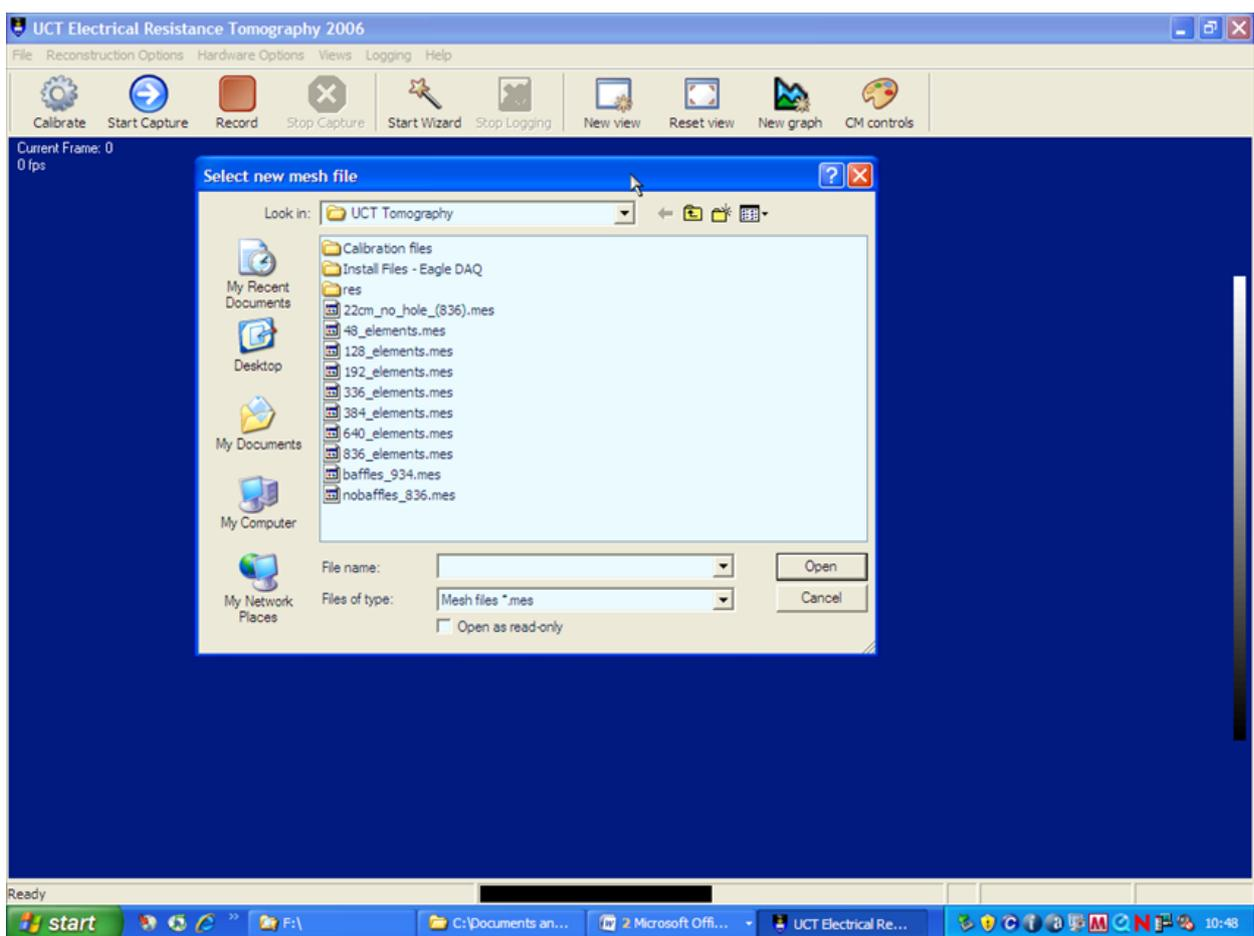 UCT Electrical Resistance Tomography 2006
File Reconstruction Options Hardware Options Views Logging Help
Calibrate Start Capture Record Stop Capture Start Wizard Stop Logging New view Reset view New graph CM controls
Current Frame: 0
0 fps
Select new mesh file
Look in: UCT Tomography
Calibration files
Install Files - Eagle DAQ
res
22cm_no_hole_(836).mes
48_elements.mes
128_elements.mes
192_elements.mes
336_elements.mes
384_elements.mes
640_elements.mes
836_elements.mes
baffles_934.mes
nobaffles_836.mes
My Recent
Documents
Desktop
My Documents
My Computer
My Network
Places
File name: Open
Files of type: Mesh files *.mes Cancel
Open as read-only
Ready
start F:\ C:\Documents an... 2 Microsoft Offi... UCT Electrical Re... 10:48